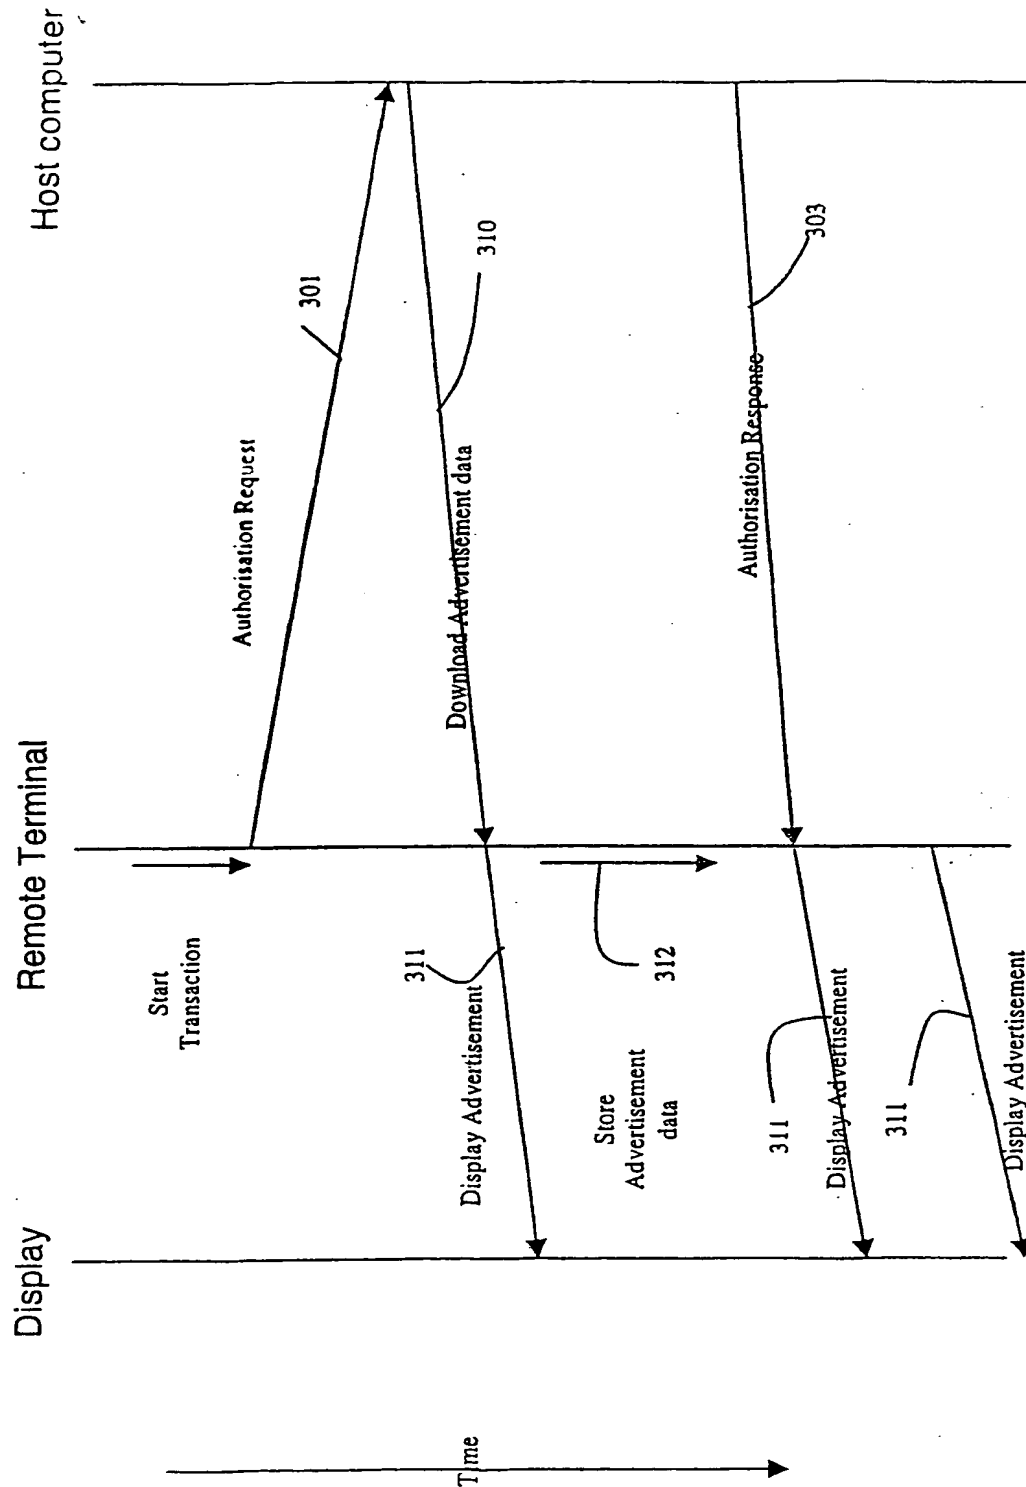 Display
Remote Terminal
Host computer
Start
Transaction
Authorisation Request
301
Download Advertisement data
310
311
Display Advertisement
Store
Advertisement
data
312
Authorisation Response
303
311
Display Advertisement
311
Display Advertisement
Time